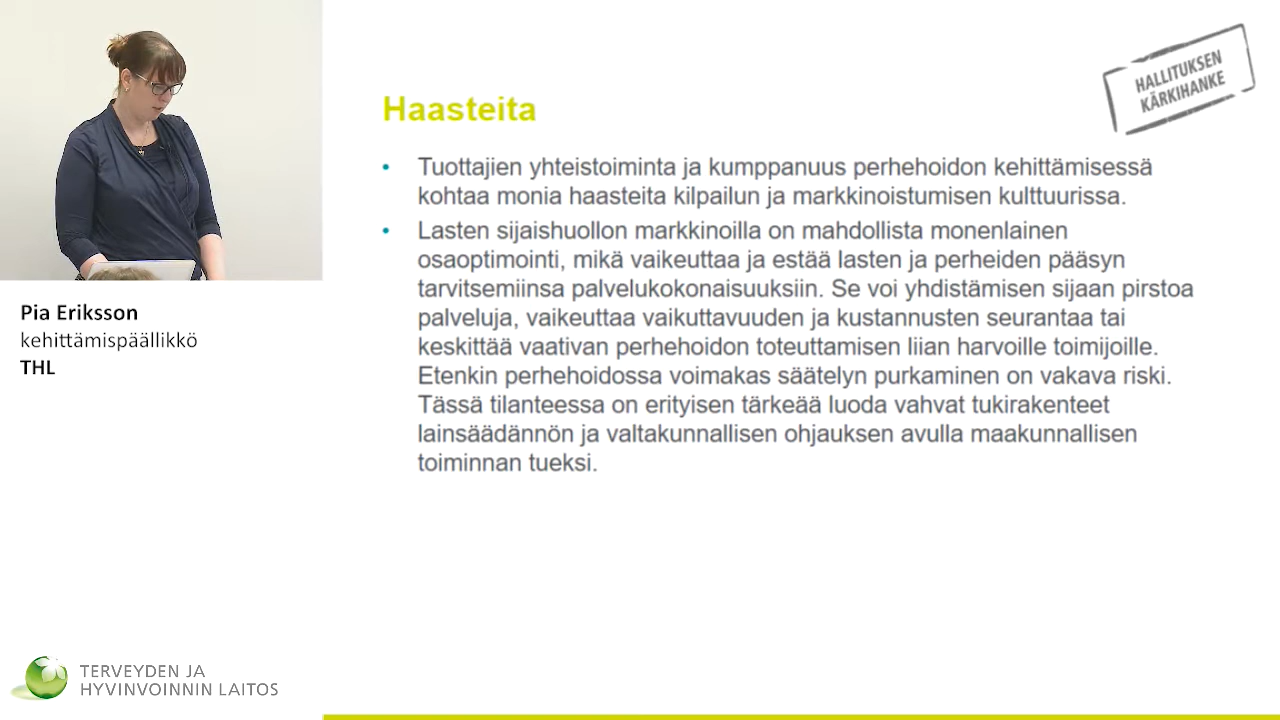 HALLITUKSEN
KÄRKIHANKE
Haasteita
• Tuottajien yhteistoiminta ja kumppanuus perhehoidon kehittämisessä
kohtaa monia haasteita kilpailun ja markkinoistumisen kulttuurissa.
• Lasten sijaishuollon markkinoilla on mahdollista monenlainen
osaoptimointi, mikä vaikeuttaa ja estää lasten ja perheiden pääsyn
tarvitsemiinsa palvelukokonaisuuksiin. Se voi yhdistämisen sijaan pirstoa
palveluja, vaikeuttaa vaikuttavuuden ja kustannusten seurantaa tai
keskittää vaativan perhehoidon toteuttamisen liian harvoille toimijoille.
Etenkin perhehoidossa voimakas säätelyn purkaminen on vakava riski.
Tässä tilanteessa on erityisen tärkeää luoda vahvat tukirakenteet
lainsäädännön ja valtakunnallisen ohjauksen avulla maakunnallisen
toiminnan tueksi.
Pia Eriksson
kehittämispäällikkö
THL
TERVEYDEN JA
HYVINVOINNIN LAITOS